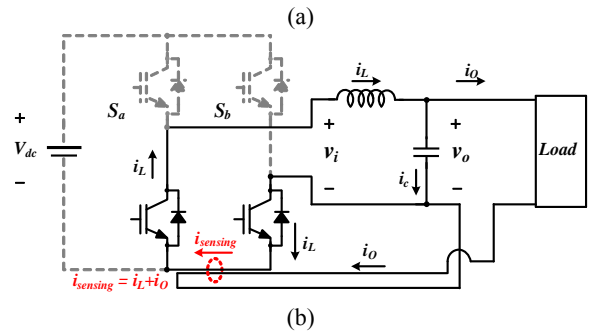 (a)
i_L
i_O
+
S_a
S_b
+
+
V_dc
v_i
v_o
Load
i_L
−
i_c
−
−
i_sensing
i_L
i_O
i_sensing = i_L+i_O
(b)